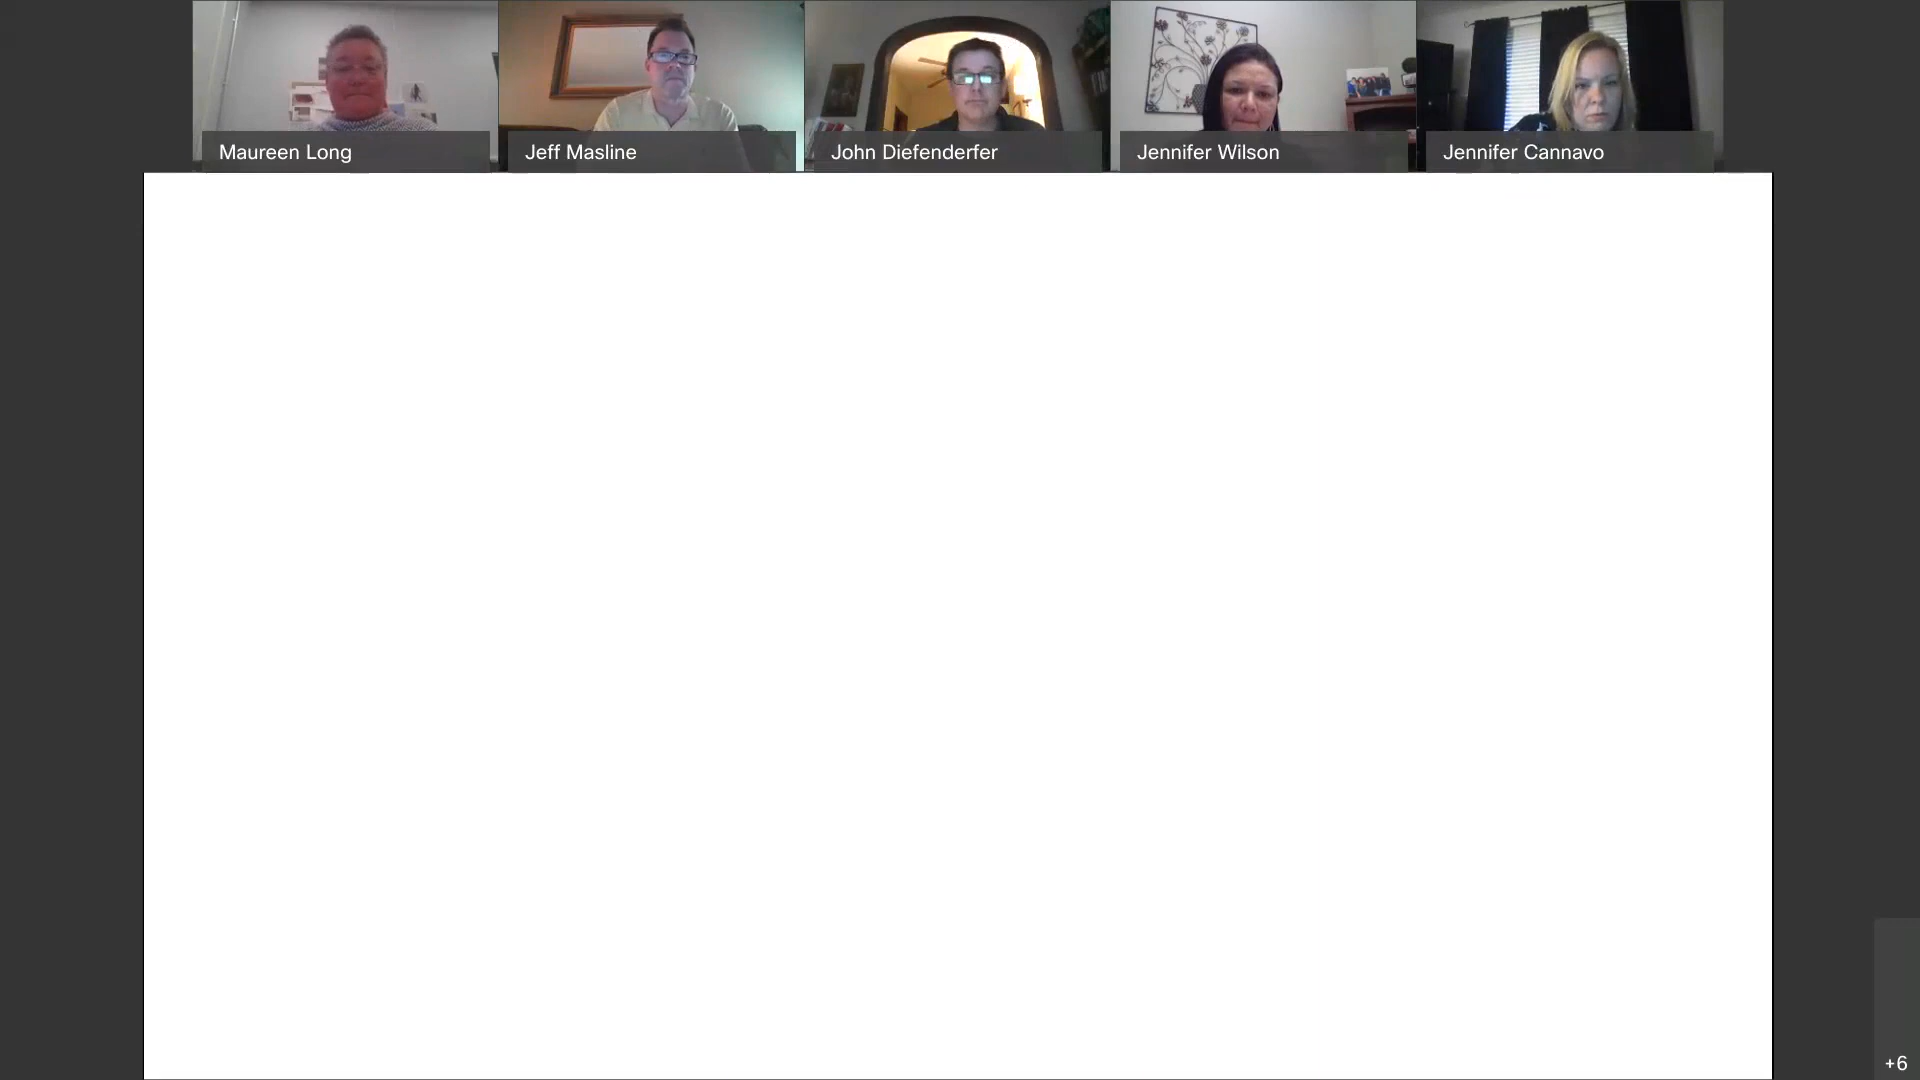 Maureen Long
Jeff Masline
John Diefenderfer
Jennifer Wilson
Jennifer Cannavo
+6